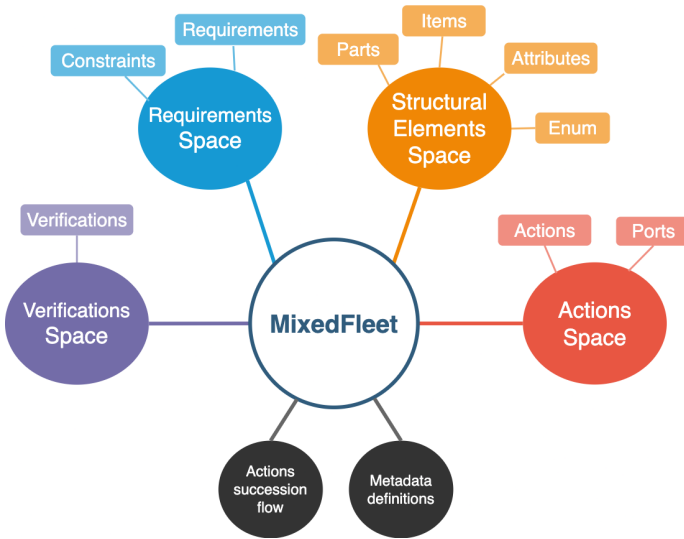 Requirements
Constraints
Requirements
Space
Items
Parts
Attributes
Structural
Elements
Space
Enum
Verifications
Verifications
Space
MixedFleet
Actions
Ports
Actions
Space
Actions
succession
flow
Metadata
definitions